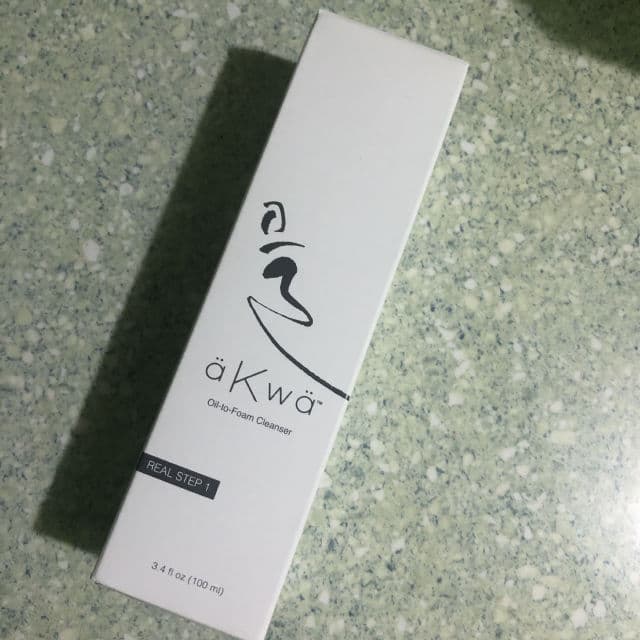 äKwä™
Oil-to-Foam Cleanser
REAL STEP 1
3.4 fl oz (100 ml)